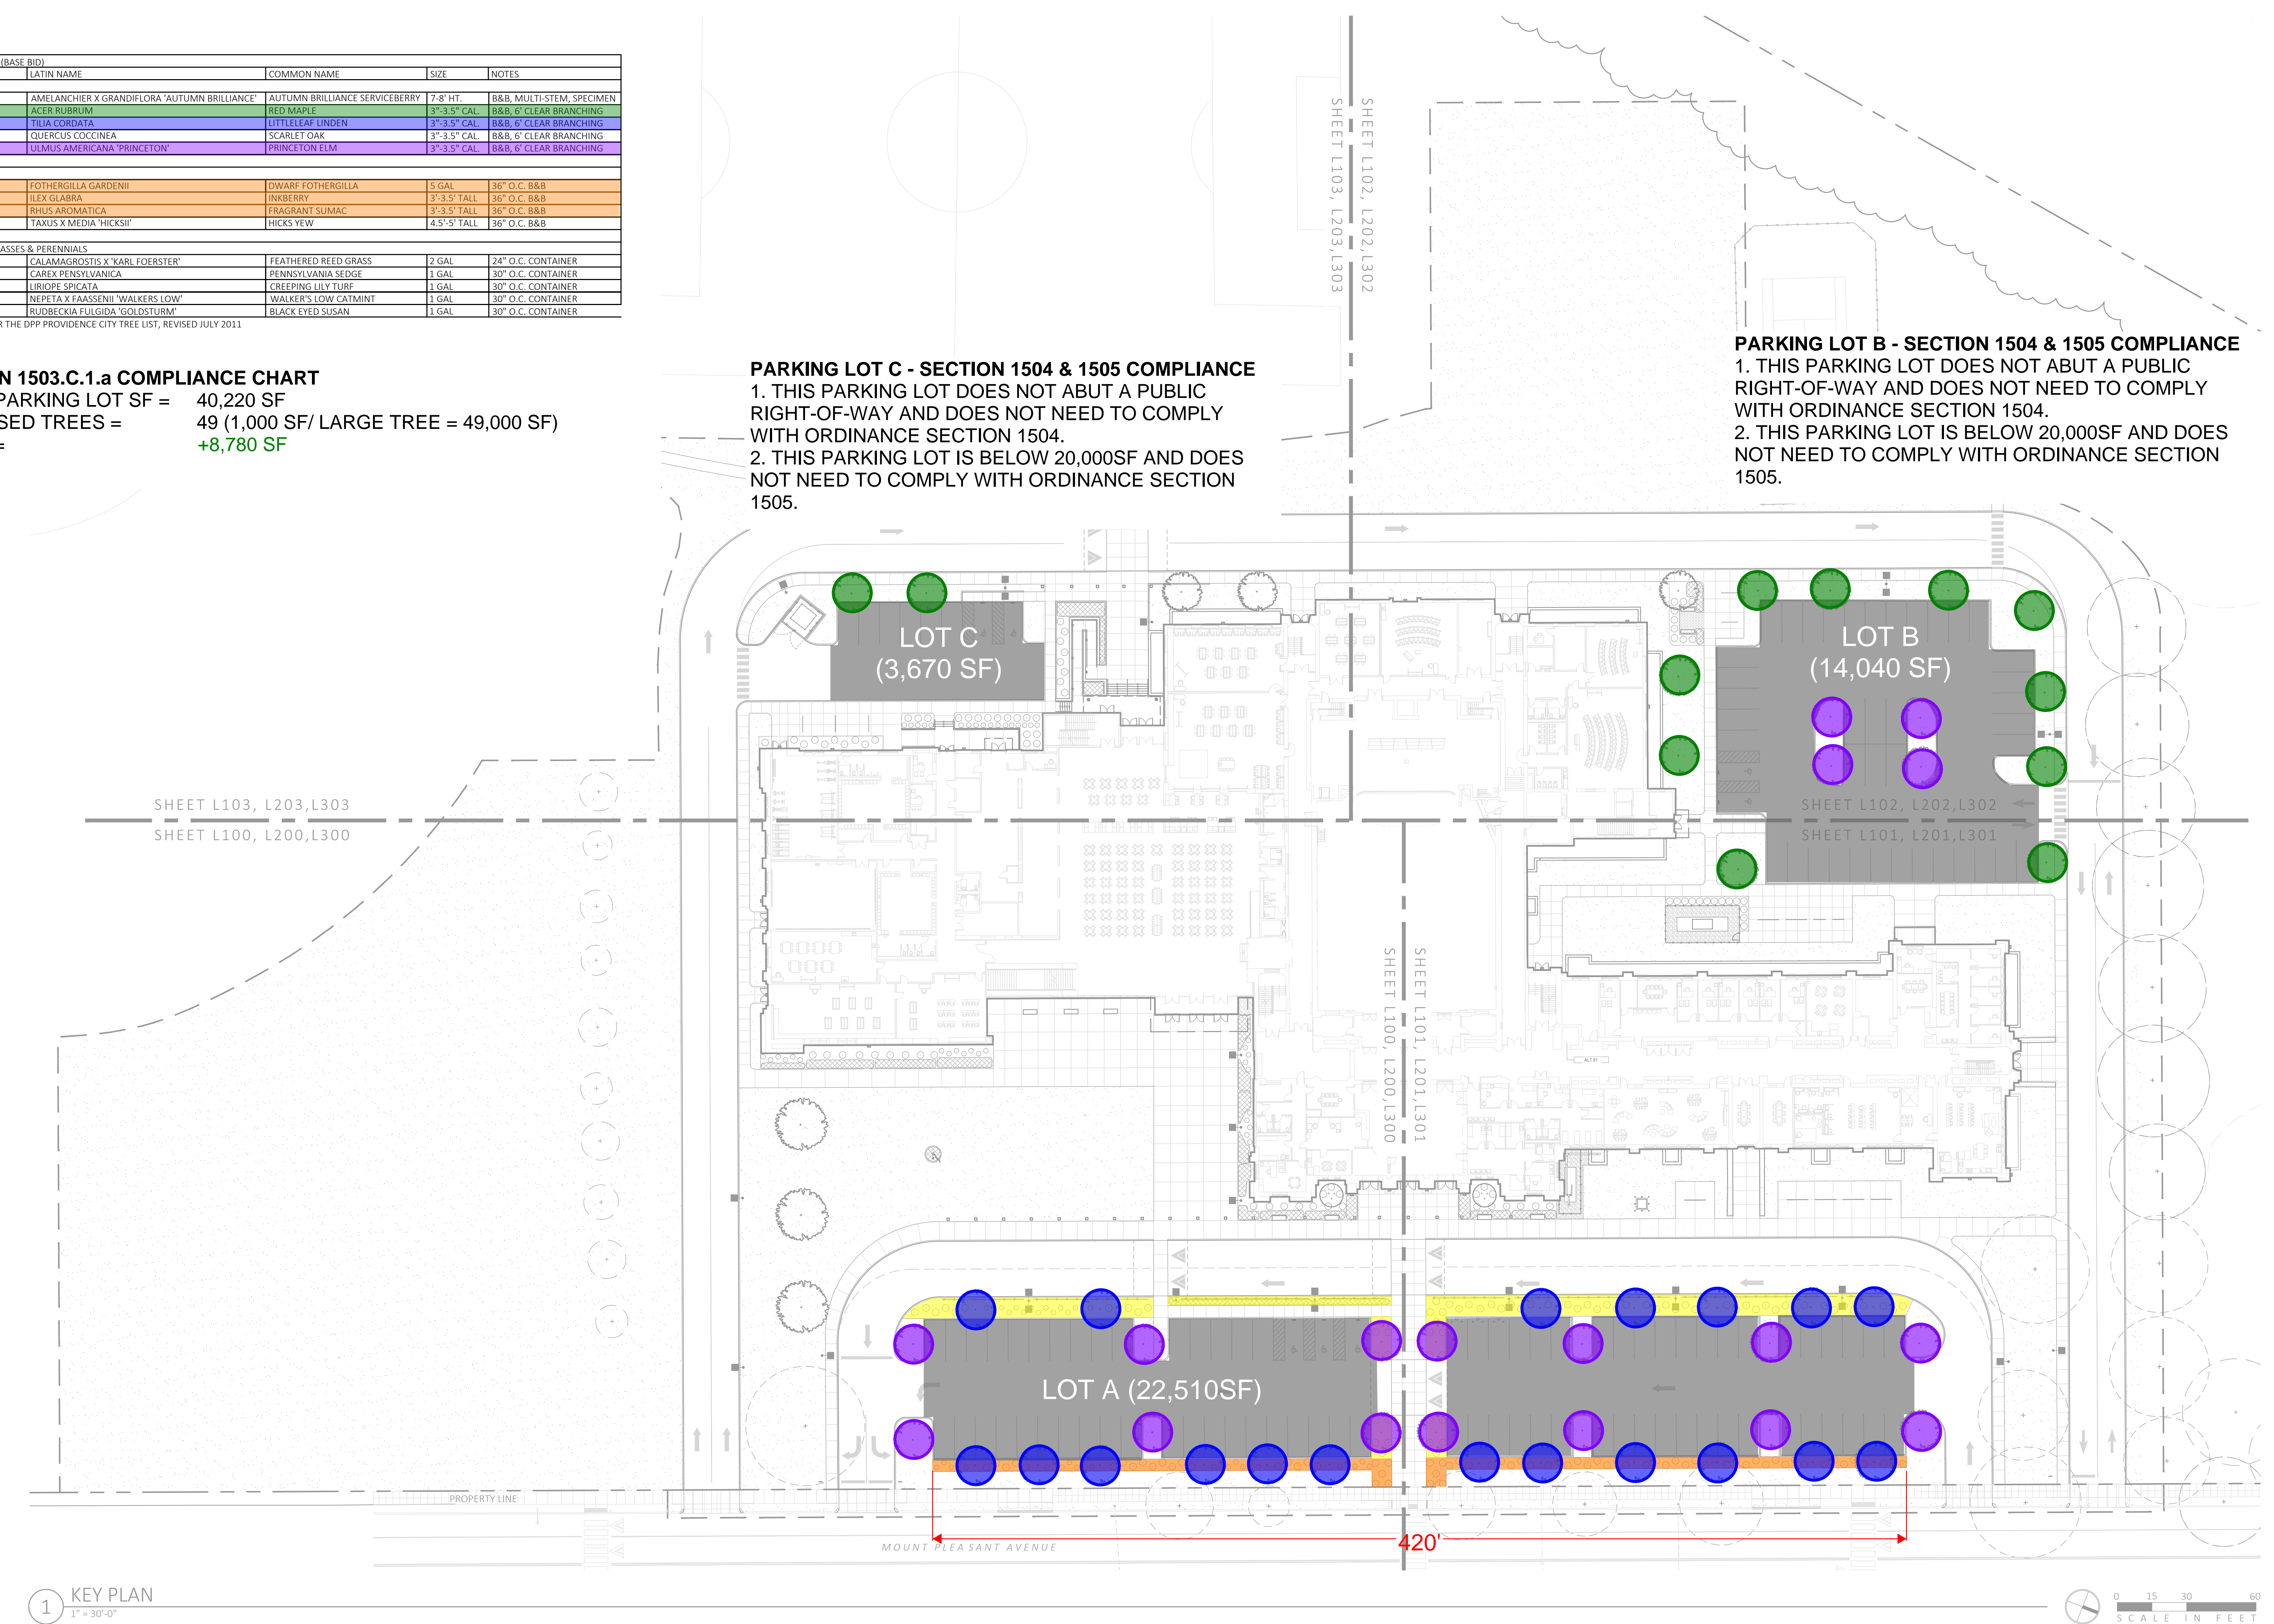 (BASE BID)
LATIN NAME COMMON NAME SIZE NOTES
AMELANCHIER X GRANDIFLORA 'AUTUMN BRILLIANCE' AUTUMN BRILLIANCE SERVICEBERRY 7-8' HT. B&B, MULTI-STEM, SPECIMEN
ACER RUBRUM RED MAPLE 3"-3.5" CAL. B&B, 6' CLEAR BRANCHING
TILIA CORDATA LITTLELEAF LINDEN 3"-3.5" CAL. B&B, 6' CLEAR BRANCHING
QUERCUS COCCINEA SCARLET OAK 3"-3.5" CAL. B&B, 6' CLEAR BRANCHING
ULMUS AMERICANA 'PRINCETON' PRINCETON ELM 3"-3.5" CAL. B&B, 6' CLEAR BRANCHING
FOTHERGILLA GARDENII DWARF FOTHERGILLA 5 GAL 36" O.C. B&B
ILEX GLABRA INKBERRY 3'-3.5' TALL 36" O.C. B&B
RHUS AROMATICA FRAGRANT SUMAC 3'-3.5' TALL 36" O.C. B&B
TAXUS X MEDIA 'HICKSII' HICKS YEW 4.5'-5' TALL 36" O.C. B&B
ASSES & PERENNIALS
CALAMAGROSTIS X 'KARL FOERSTER' FEATHERED REED GRASS 2 GAL 24" O.C. CONTAINER
CAREX PENSYLVANICA PENNSYLVANIA SEDGE 1 GAL 30" O.C. CONTAINER
LIRIOPE SPICATA CREEPING LILY TURF 1 GAL 30" O.C. CONTAINER
NEPETA X FAASSENII 'WALKERS LOW' WALKER'S LOW CATMINT 1 GAL 30" O.C. CONTAINER
RUDBECKIA FULGIDA 'GOLDSTURM' BLACK EYED SUSAN 1 GAL 30" O.C. CONTAINER
R THE DPP PROVIDENCE CITY TREE LIST, REVISED JULY 2011
N 1503.C.1.a COMPLIANCE CHART
PARKING LOT SF = 40,220 SF
SED TREES = 49 (1,000 SF/ LARGE TREE = 49,000 SF)
= +8,780 SF
PARKING LOT C - SECTION 1504 & 1505 COMPLIANCE
1. THIS PARKING LOT DOES NOT ABUT A PUBLIC
RIGHT-OF-WAY AND DOES NOT NEED TO COMPLY
WITH ORDINANCE SECTION 1504.
2. THIS PARKING LOT IS BELOW 20,000SF AND DOES
NOT NEED TO COMPLY WITH ORDINANCE SECTION
1505.
SHEET L103, L203,L303
SHEET L102, L202,L302
PARKING LOT B - SECTION 1504 & 1505 COMPLIANCE
1. THIS PARKING LOT DOES NOT ABUT A PUBLIC
RIGHT-OF-WAY AND DOES NOT NEED TO COMPLY
WITH ORDINANCE SECTION 1504.
2. THIS PARKING LOT IS BELOW 20,000SF AND DOES
NOT NEED TO COMPLY WITH ORDINANCE SECTION
1505.
LOT C
(3,670 SF)
LOT B
(14,040 SF)
SHEET L103, L203,L303
SHEET L100, L200,L300
SHEET L102, L202,L302
SHEET L101, L201,L301
SHEET L100, L200,L300
SHEET L101, L201,L301
ALT 01
LOT A (22,510SF)
PROPERTY LINE
420'
MOUNT PLEASANT AVENUE
1
KEY PLAN
1" = 30'-0"
0 15 30 60
SCALE IN FEET